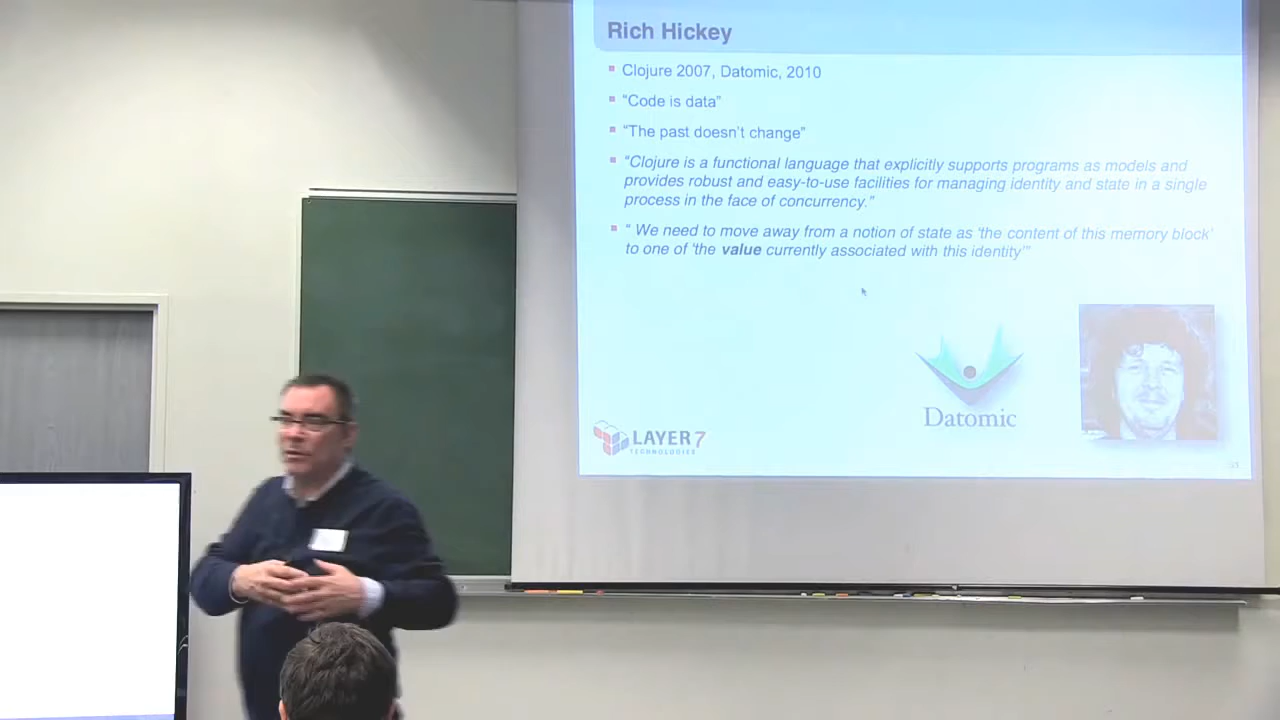 Rich Hickey
Clojure 2007, Datomic, 2010
“Code is data”
“The past doesn’t change”
“Clojure is a functional language that explicitly supports programs as models and
provides robust and easy-to-use facilities for managing identity and state in a single
process in the face of concurrency.”
“ We need to move away from a notion of state as ‘the content of this memory block’
to one of ‘the value currently associated with this identity’”
Datomic
LAYER 7
TECHNOLOGIES
31